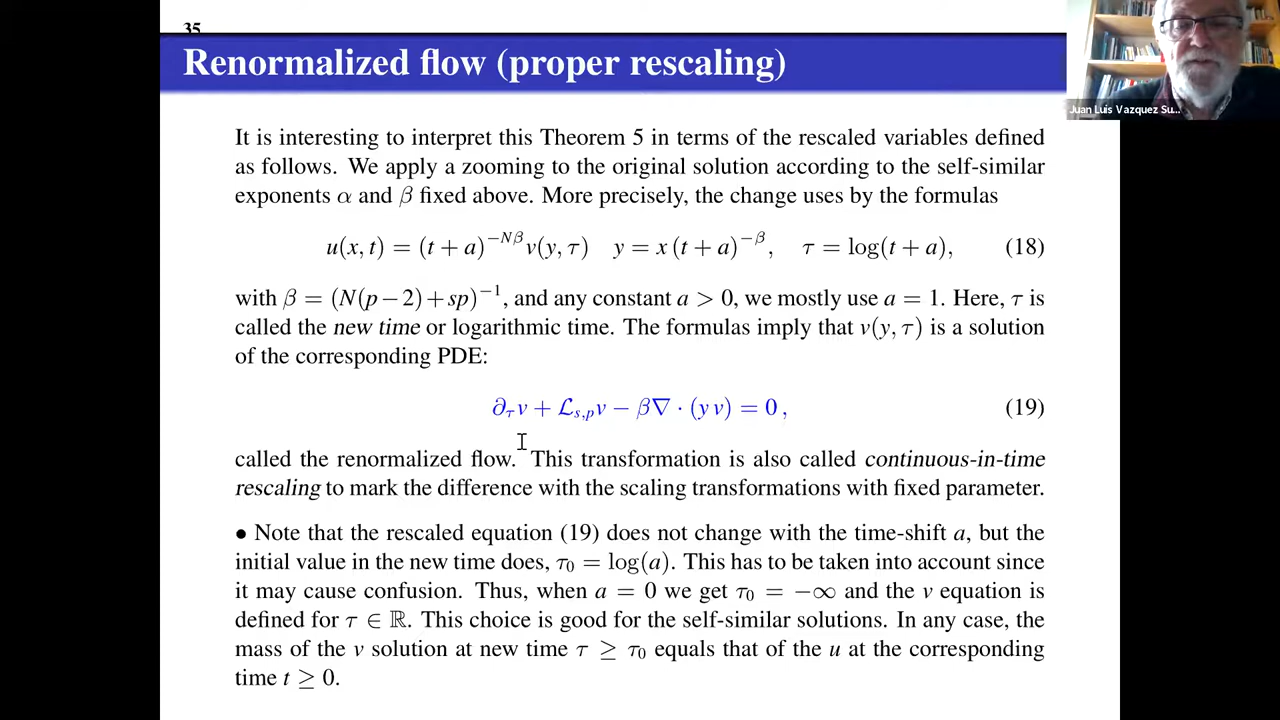 35
Renormalized flow (proper rescaling)
Juan Luis Vazquez Su...
It is interesting to interpret this Theorem 5 in terms of the rescaled variables defined
as follows. We apply a zooming to the original solution according to the self-similar
exponents α and β fixed above. More precisely, the change uses by the formulas
u(x, t) = (t + a)^{−Nβ} v(y, τ)   y = x (t + a)^{−β},   τ = log(t + a),   (18)
with β = (N(p−2)+sp)^{−1}, and any constant a > 0, we mostly use a = 1. Here, τ is
called the new time or logarithmic time. The formulas imply that v(y, τ) is a solution
of the corresponding PDE:
∂_τ v + ℒ_{s,p} v − β∇ · (y v) = 0 ,   (19)
called the renormalized flow. This transformation is also called continuous-in-time
rescaling to mark the difference with the scaling transformations with fixed parameter.
• Note that the rescaled equation (19) does not change with the time-shift a, but the
initial value in the new time does, τ₀ = log(a). This has to be taken into account since
it may cause confusion. Thus, when a = 0 we get τ₀ = −∞ and the v equation is
defined for τ ∈ ℝ. This choice is good for the self-similar solutions. In any case, the
mass of the v solution at new time τ ≥ τ₀ equals that of the u at the corresponding
time t ≥ 0.